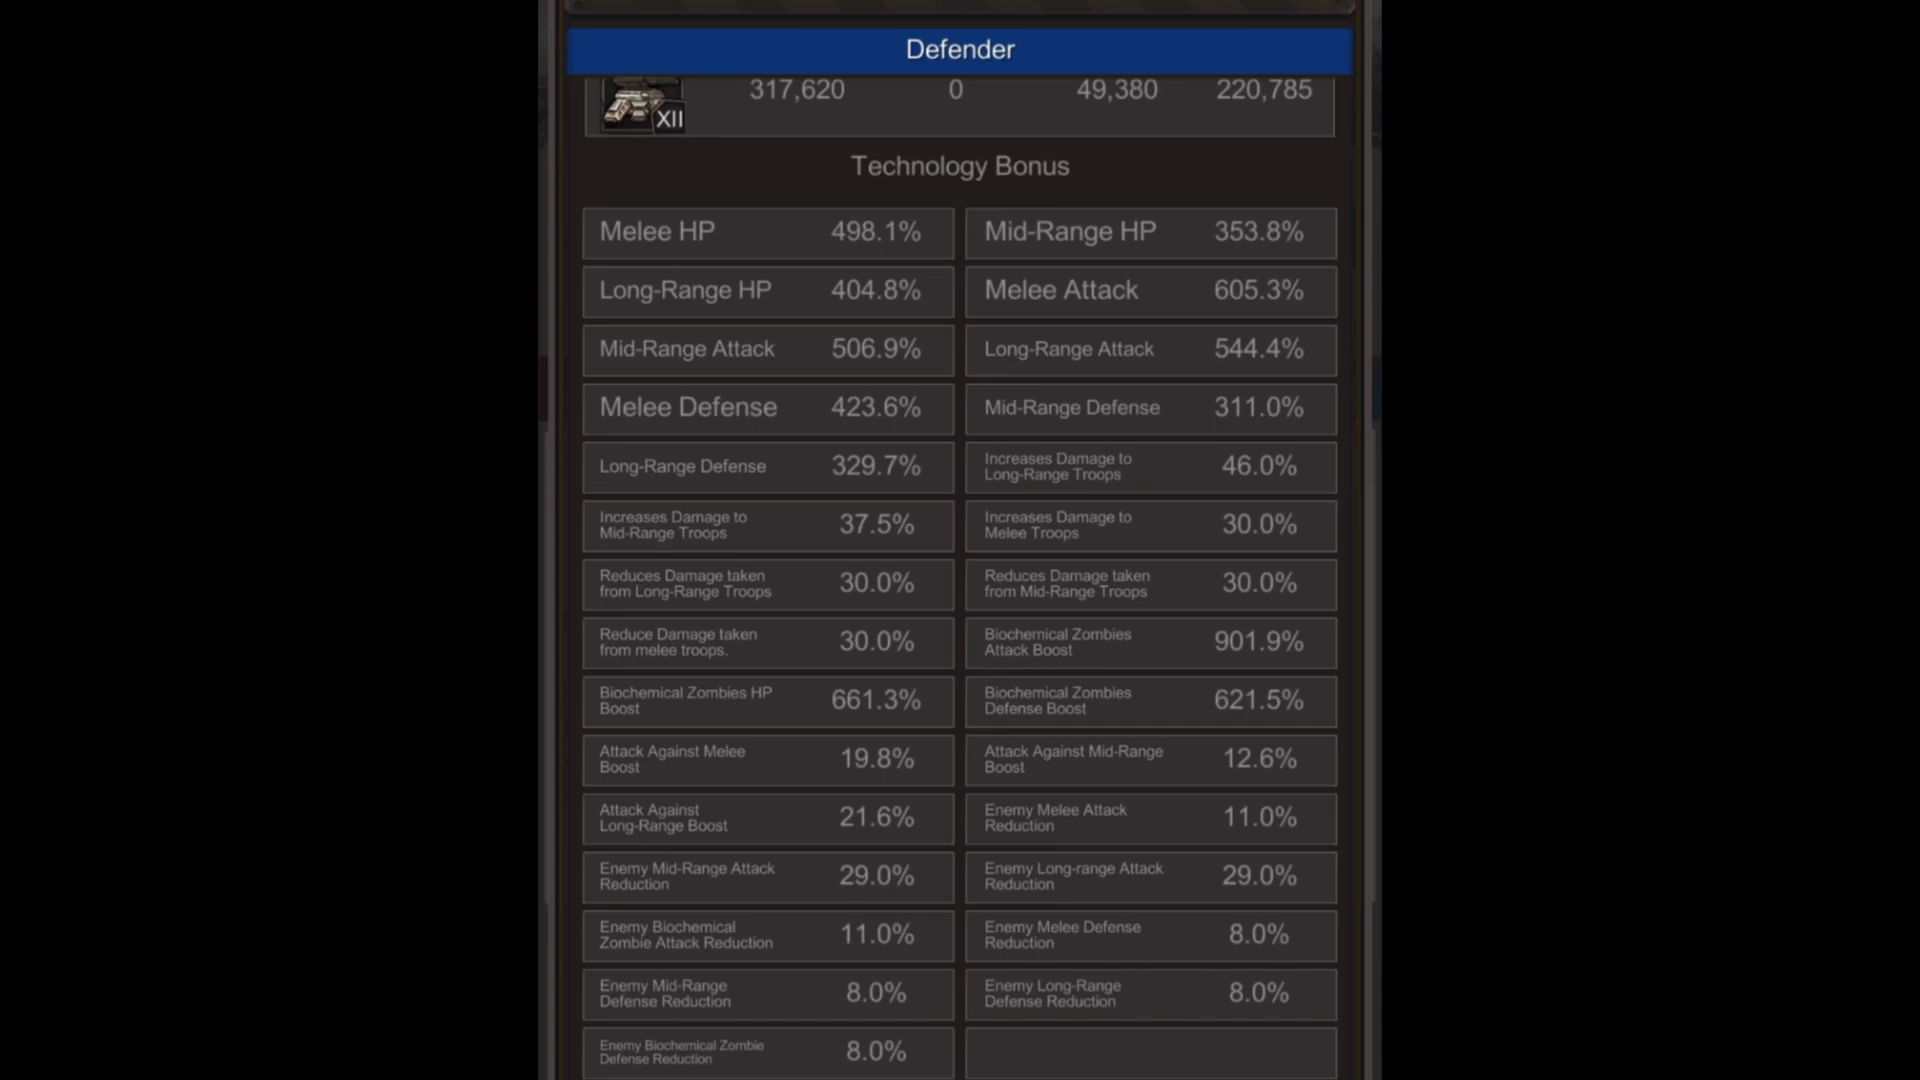 Defender
317,620 0 49,380 220,785
XII
Technology Bonus
Melee HP 498.1% Mid-Range HP 353.8%
Long-Range HP 404.8% Melee Attack 605.3%
Mid-Range Attack 506.9% Long-Range Attack 544.4%
Melee Defense 423.6% Mid-Range Defense 311.0%
Long-Range Defense 329.7% Increases Damage to
Long-Range Troops 46.0%
Increases Damage to
Mid-Range Troops 37.5% Increases Damage to
Melee Troops 30.0%
Reduces Damage taken
from Long-Range Troops 30.0% Reduces Damage taken
from Mid-Range Troops 30.0%
Reduce Damage taken
from melee troops. 30.0% Biochemical Zombies
Attack Boost 901.9%
Biochemical Zombies HP
Boost 661.3% Biochemical Zombies
Defense Boost 621.5%
Attack Against Melee
Boost 19.8% Attack Against Mid-Range
Boost 12.6%
Attack Against
Long-Range Boost 21.6% Enemy Melee Attack
Reduction 11.0%
Enemy Mid-Range Attack
Reduction 29.0% Enemy Long-range Attack
Reduction 29.0%
Enemy Biochemical
Zombie Attack Reduction 11.0% Enemy Melee Defense
Reduction 8.0%
Enemy Mid-Range
Defense Reduction 8.0% Enemy Long-Range
Defense Reduction 8.0%
Enemy Biochemical Zombie
Defense Reduction 8.0%